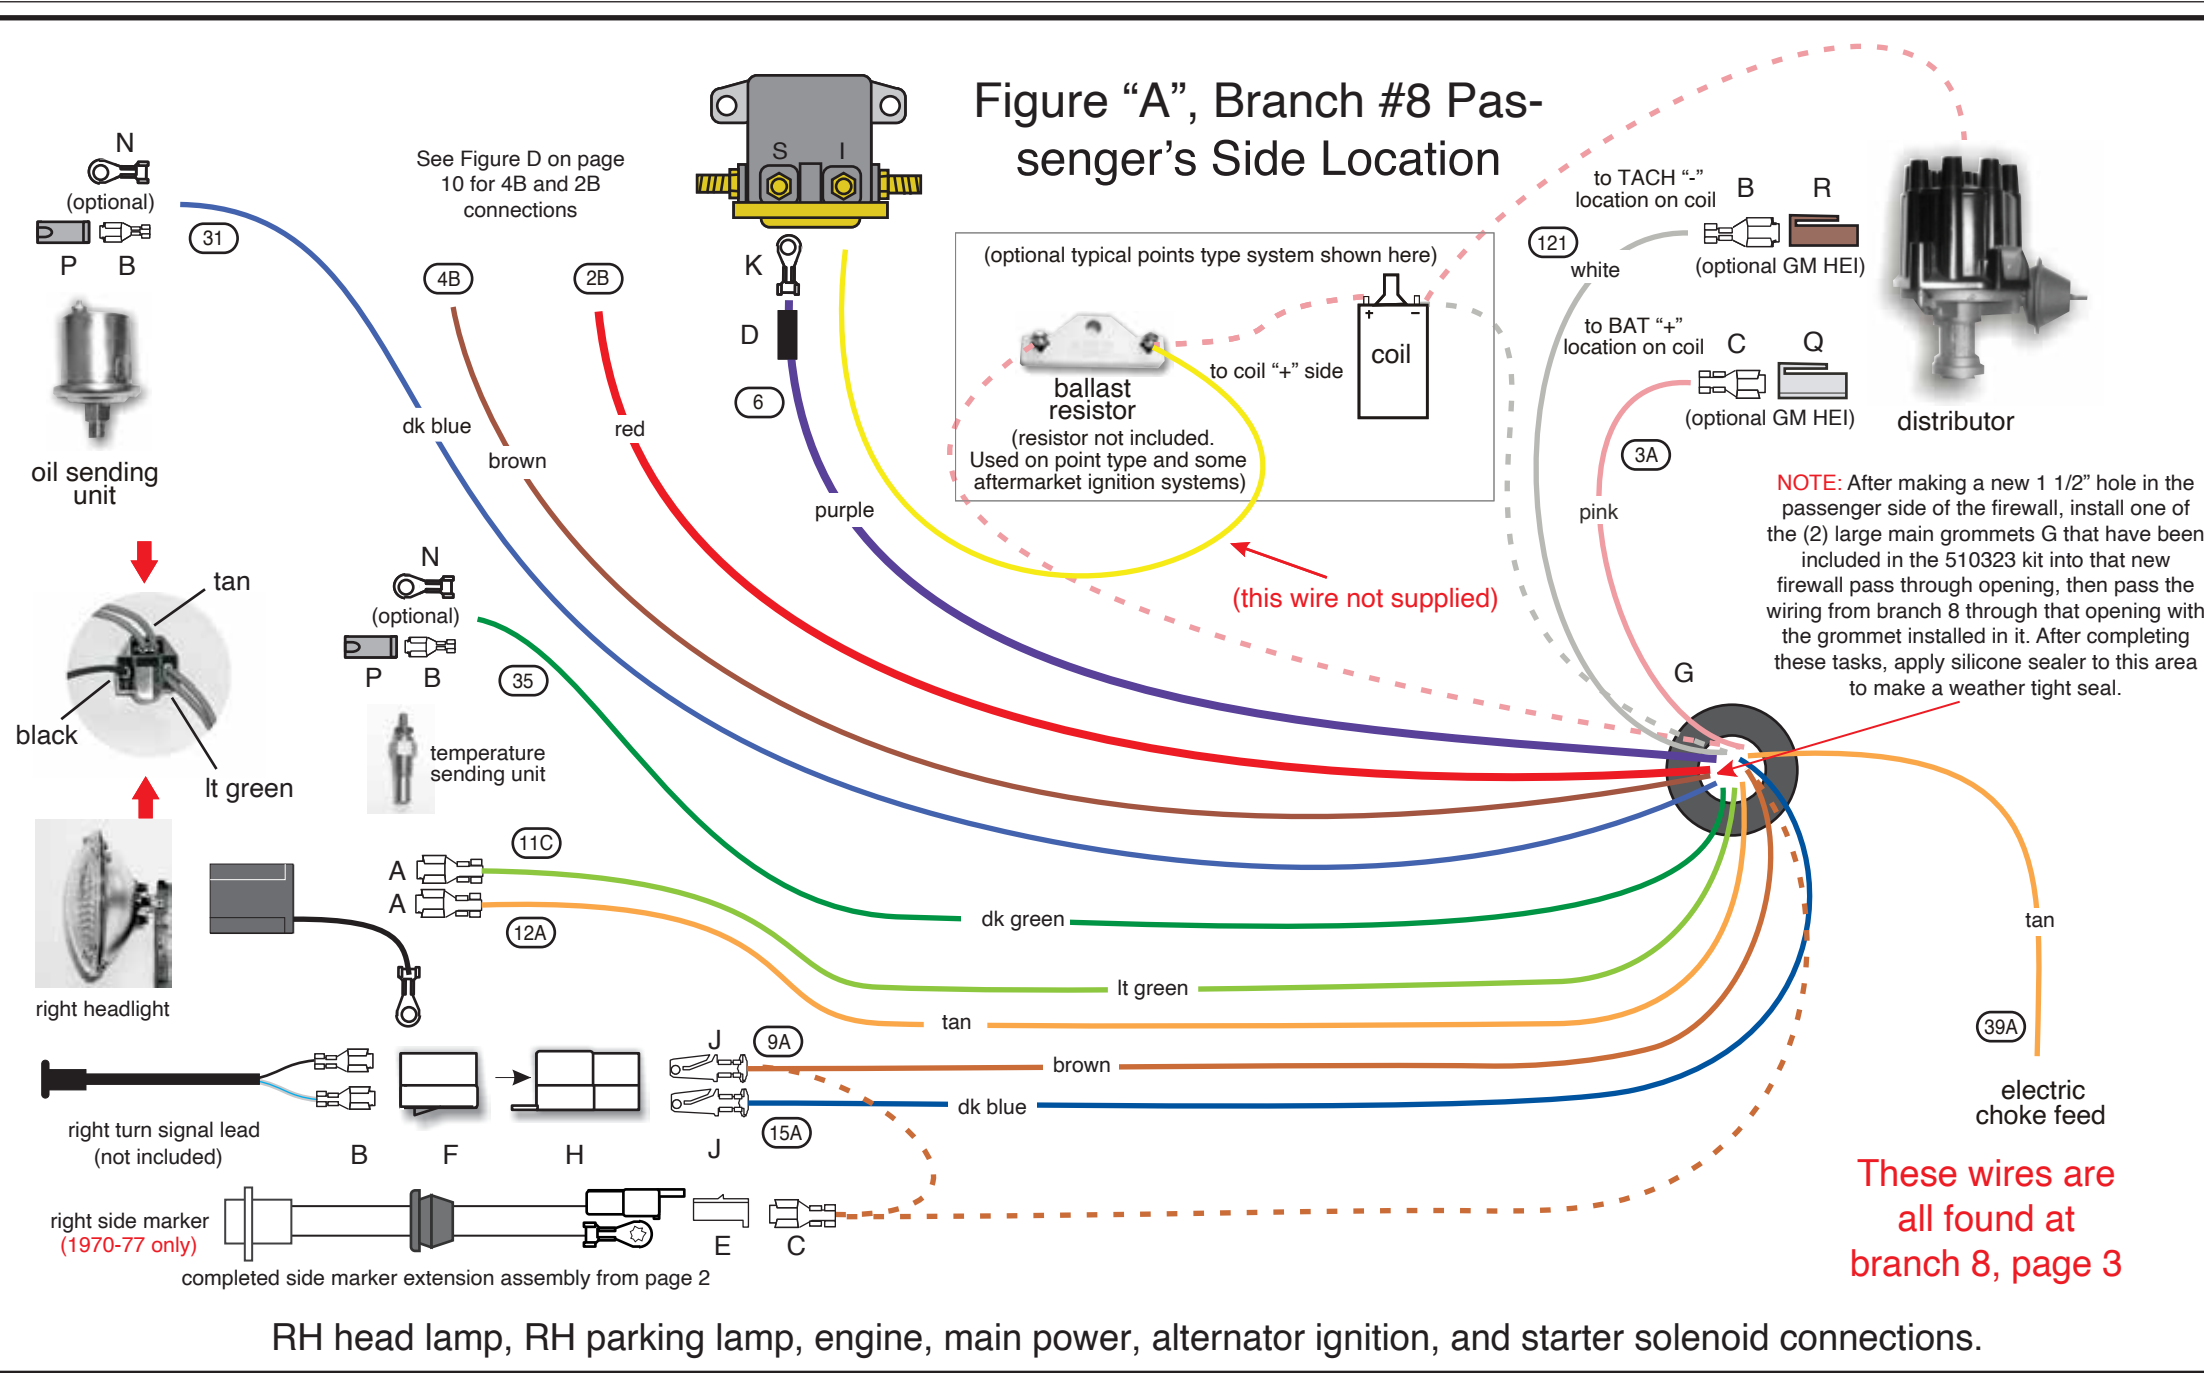 Figure “A”, Branch #8 Pas-
senger’s Side Location
N
(optional)
P
B
31
oil sending
unit
See Figure D on page
10 for 4B and 2B
connections
4B
2B
S
I
K
D
6
(optional typical points type system shown here)
+
−
coil
to coil “+” side
ballast
resistor
(resistor not included.
Used on point type and some
aftermarket ignition systems)
(this wire not supplied)
to TACH “-”
location on coil
B
R
121
white
(optional GM HEI)
to BAT “+”
location on coil
C
Q
(optional GM HEI)
3A
pink
distributor
NOTE: After making a new 1 1/2” hole in the
passenger side of the firewall, install one of
the (2) large main grommets G that have been
included in the 510323 kit into that new
firewall pass through opening, then pass the
wiring from branch 8 through that opening with
the grommet installed in it. After completing
these tasks, apply silicone sealer to this area
to make a weather tight seal.
G
dk blue
brown
red
purple
tan
black
lt green
right headlight
N
(optional)
P
B
35
temperature
sending unit
A
11C
A
12A
dk green
lt green
tan
J
9A
brown
dk blue
15A
J
right turn signal lead
(not included)
B
F
H
right side marker
(1970-77 only)
E
C
completed side marker extension assembly from page 2
tan
39A
electric
choke feed
These wires are
all found at
branch 8, page 3
RH head lamp, RH parking lamp, engine, main power, alternator ignition, and starter solenoid connections.